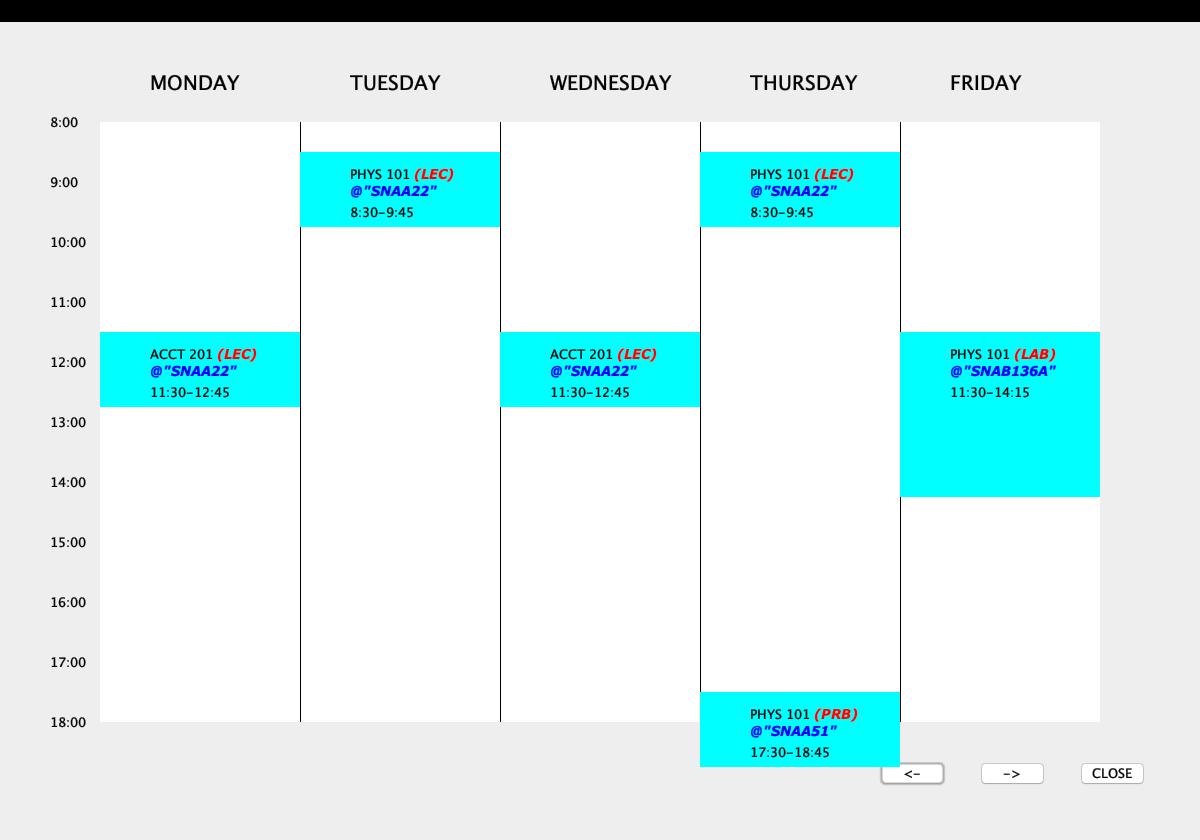 MONDAY TUESDAY WEDNESDAY THURSDAY FRIDAY
8:00
PHYS 101 (LEC)
@"SNAA22"
8:30-9:45
PHYS 101 (LEC)
@"SNAA22"
8:30-9:45
9:00
10:00
11:00
ACCT 201 (LEC)
@"SNAA22"
11:30-12:45
ACCT 201 (LEC)
@"SNAA22"
11:30-12:45
PHYS 101 (LAB)
@"SNAB136A"
11:30-14:15
12:00
13:00
14:00
15:00
16:00
17:00
PHYS 101 (PRB)
@"SNAA51"
17:30-18:45
18:00
<- -> CLOSE